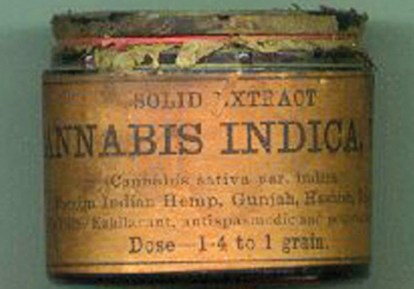 SOLID EXTRACT
ANNABIS INDICA,
(Cannabis sativa var. indica
Indian Hemp, Gunjah, Hashish,
Exhilarant, antispasmodic and
Dose—1-4 to 1 grain.